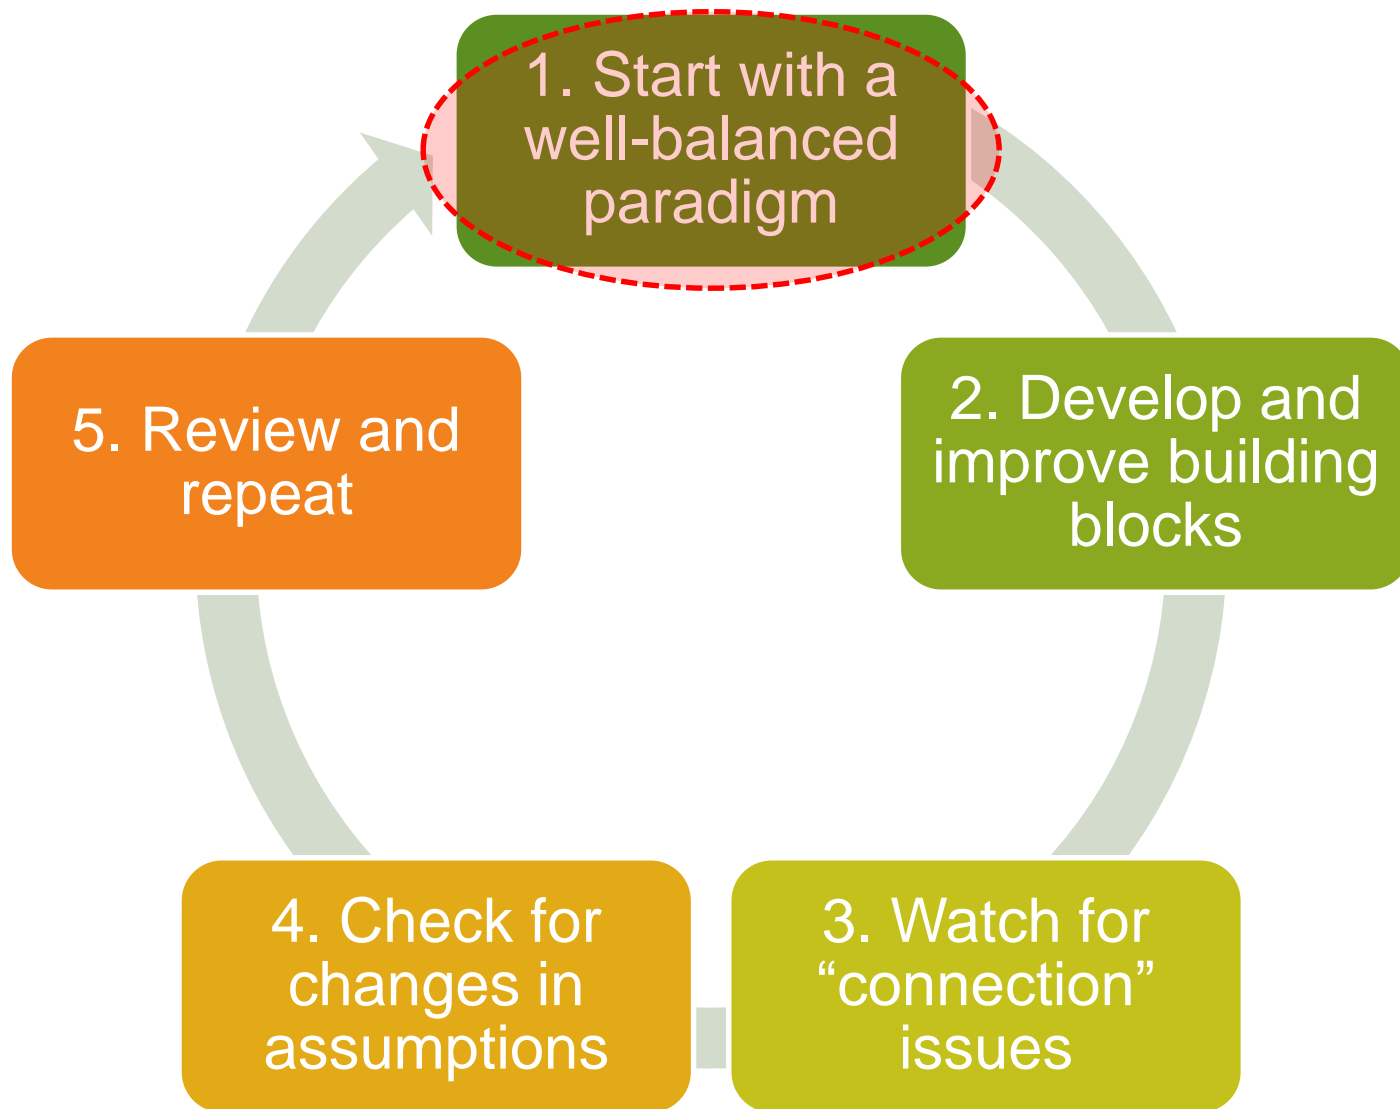 1. Start with a
well-balanced
paradigm
2. Develop and
improve building
blocks
3. Watch for
“connection”
issues
4. Check for
changes in
assumptions
5. Review and
repeat